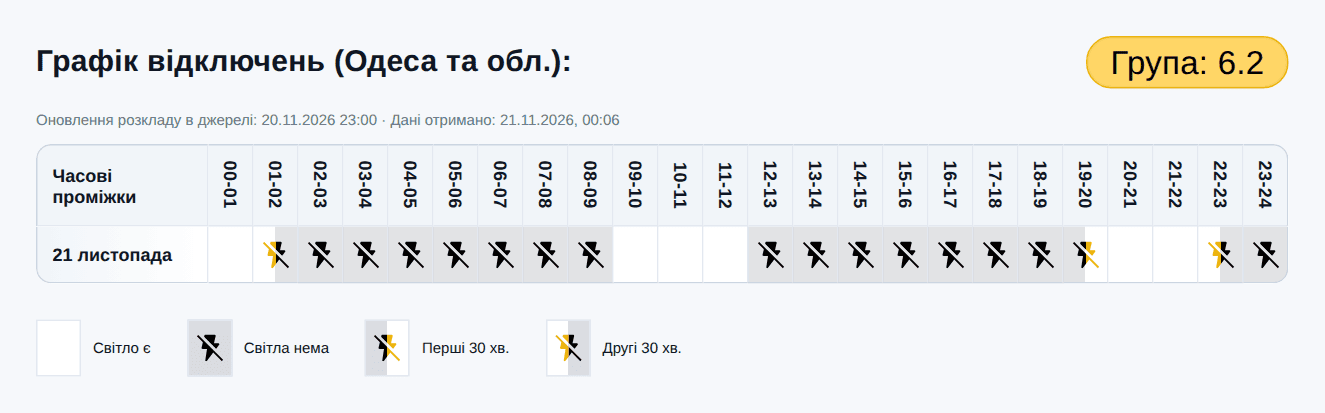 Графік відключень (Одеса та обл.):
Група: 6.2
Оновлення розкладу в джерелі: 20.11.2026 23:00 · Дані отримано: 21.11.2026, 00:06
Часові
проміжки
00-01
01-02
02-03
03-04
04-05
05-06
06-07
07-08
08-09
09-10
10-11
11-12
12-13
13-14
14-15
15-16
16-17
17-18
18-19
19-20
20-21
21-22
22-23
23-24
21 листопада
Світло є
Світла нема
Перші 30 хв.
Другі 30 хв.